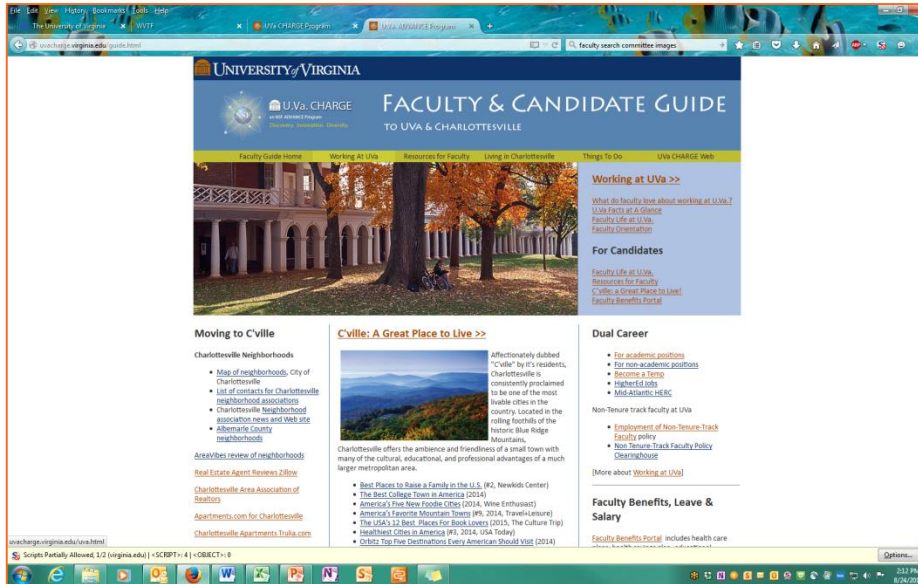 File Edit View History Bookmarks Tools Help
The University of Virginia × WVTF × UVa CHARGE Program × UVa ADVANCE Program × +
uvacharge.virginia.edu/guide.html faculty search committee images
UNIVERSITY of VIRGINIA
U.Va. CHARGE
an NSF ADVANCE Program
Discovery. Innovation. Diversity.
FACULTY & CANDIDATE GUIDE
TO UVA & CHARLOTTESVILLE
Faculty Guide Home Working At UVa Resources for Faculty Living in Charlottesville Things To Do UVa CHARGE Web
Working at UVa >>
What do faculty love about working at U.Va.?
U.Va Facts at A Glance
Faculty Life at U.Va.
Faculty Orientation
For Candidates
Faculty Life at U.Va.
Resources for Faculty
C'ville: a Great Place to Live!
Faculty Benefits Portal
Moving to C'ville
Charlottesville Neighborhoods
Map of neighborhoods, City of
Charlottesville
List of contacts for Charlottesville
neighborhood associations
Charlottesville Neighborhood
association news and Web site
Albemarle County
neighborhoods
AreaVibes review of neighborhoods
Real Estate Agent Reviews Zillow
Charlottesville Area Association of
Realtors
Apartments.com for Charlottesville
Charlottesville Apartments Trulia.com
C'ville: A Great Place to Live >>
Affectionately dubbed
"C'ville" by it's residents,
Charlottesville is
consistently proclaimed
to be one of the most
livable cities in the
country. Located in the
rolling foothills of the
historic Blue Ridge
Mountains,
Charlottesville offers the ambience and friendliness of a small town with
many of the cultural, educational, and professional advantages of a much
larger metropolitan area.
Best Places to Raise a Family in the U.S. (#2, Newkids Center)
The Best College Town in America (2014)
America's Five New Foodie Cities (2014, Wine Enthusiast)
America's Favorite Mountain Towns (#9, 2014, Travel+Leisure)
The USA's 12 Best Places For Book Lovers (2015, The Culture Trip)
Healthiest Cities in America (#3, 2014, USA Today)
Orbitz Top Five Destinations Every American Should Visit (2014)
Dual Career
For academic positions
For non-academic positions
Become a Temp
HigherEd Jobs
Mid-Atlantic HERC
Non-Tenure track faculty at UVa
Employment of Non-Tenure-Track
Faculty policy
Non Tenure-Track Faculty Policy
Clearinghouse
[More about Working at UVa]
Faculty Benefits, Leave &
Salary
Faculty Benefits Portal includes health care
uvacharge.virginia.edu/uva.html
Scripts Partially Allowed, 1/2 (virginia.edu) | <SCRIPT>: 4 | <OBJECT>: 0 Options...
2:12 PM